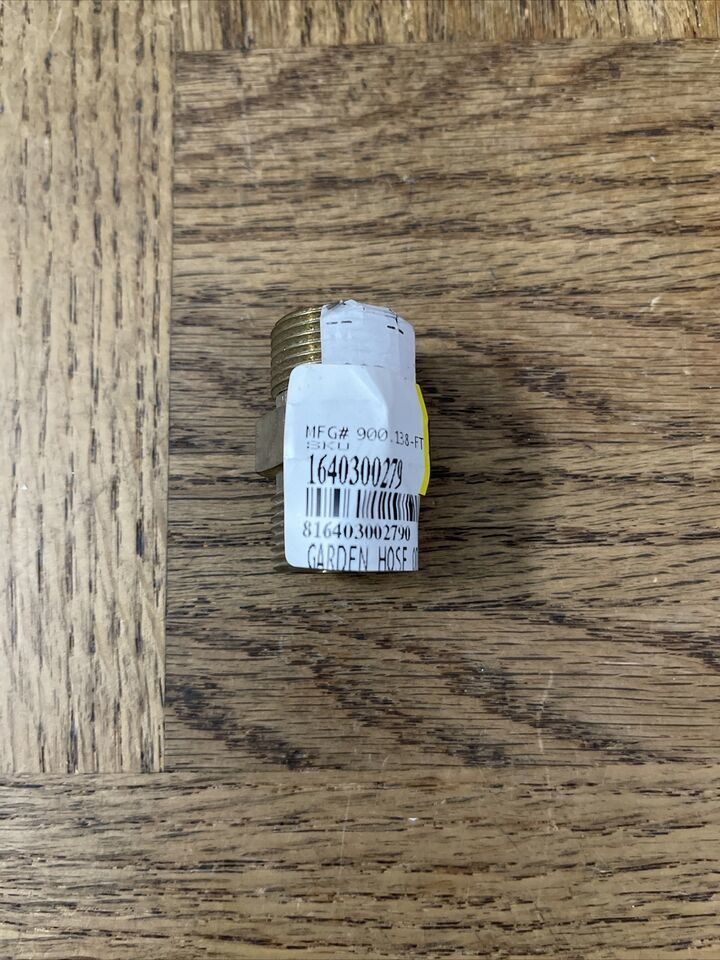 MFG# 900.138-FT
SKU
1640300279
816403002790
GARDEN HOSE